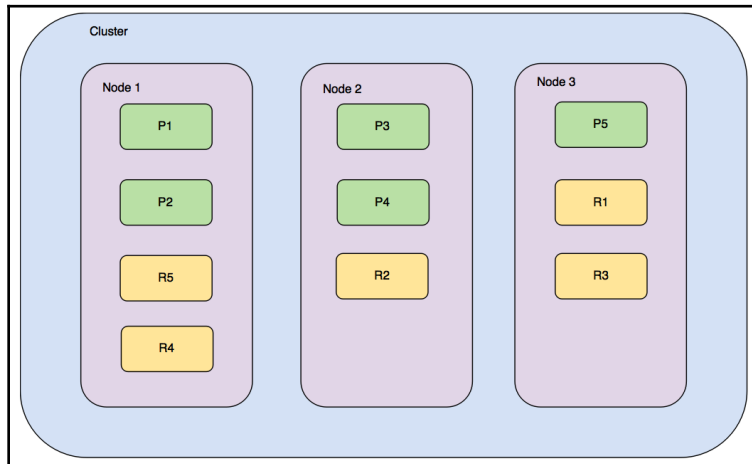 Cluster
Node 1
P1
P2
R5
R4
Node 2
P3
P4
R2
Node 3
P5
R1
R3